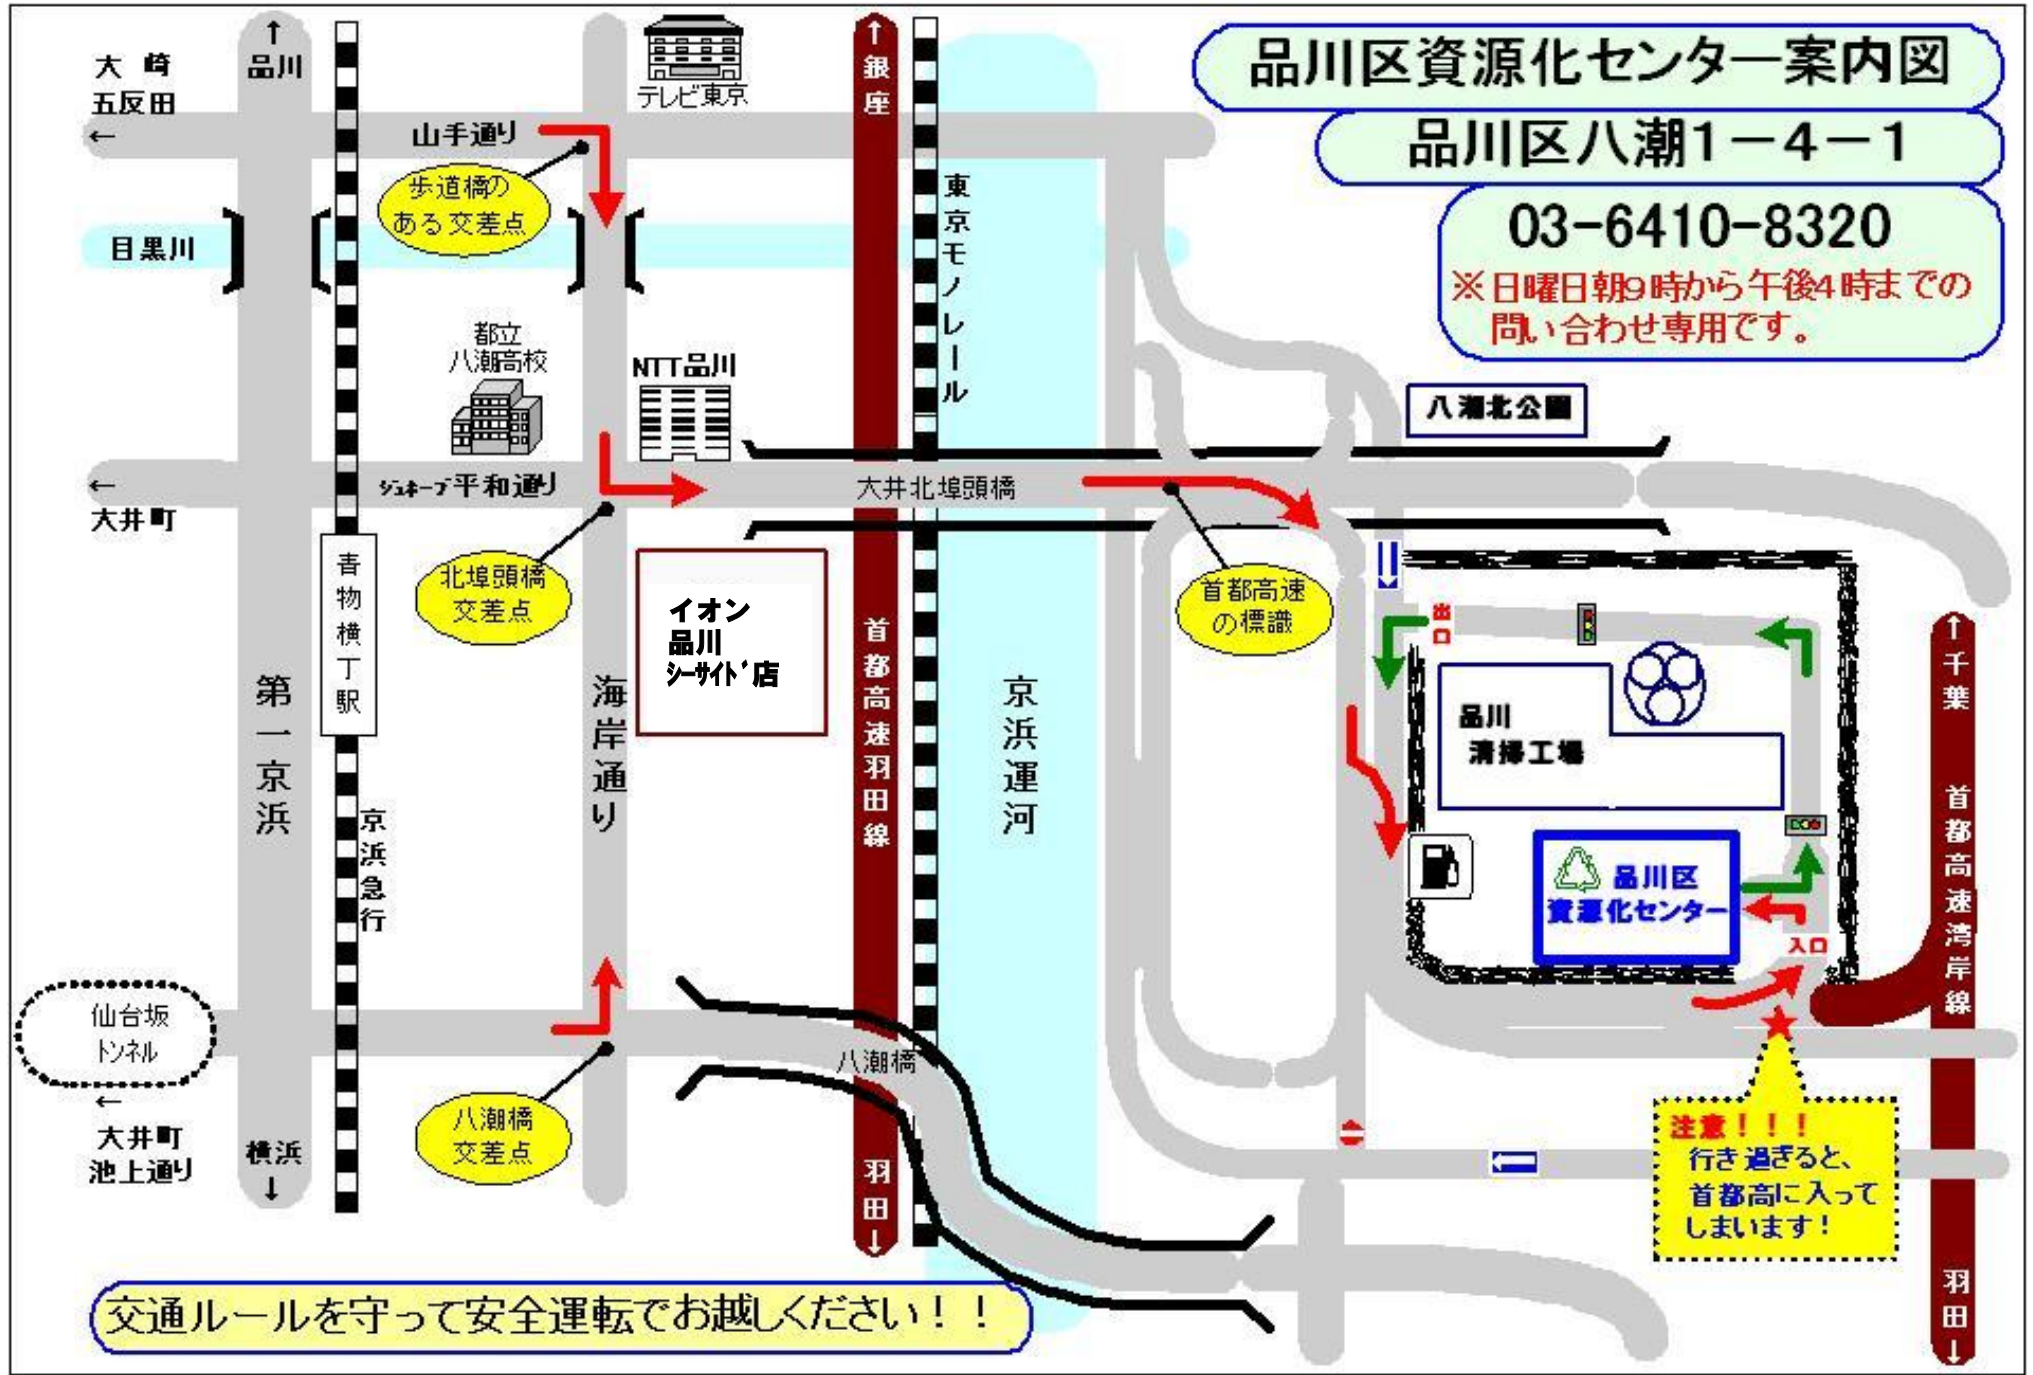 品川区資源化センター案内図
品川区八潮1-4-1
03-6410-8320
※日曜日朝9時から午後4時までの
問い合わせ専用です。
↑
品川
大崎
五反田
←
山手通り
テレビ東京
↑
銀座
歩道橋の
ある交差点
目黒川
東京モノレール
都立
八潮高校
NTT品川
八潮北公園
←
大井町
ジュネーブ平和通り
大井北埠頭橋
青物横丁駅
北埠頭橋
交差点
イオン
品川
シーサイド店
首都高速
の標識
出口
第一京浜
海岸通り
首都高速羽田線
京浜運河
品川
清掃工場
↑
千葉
京浜急行
品川区
資源化センター
入口
首都高速湾岸線
仙台坂
トンネル
←
大井町
池上通り
八潮橋
八潮橋
交差点
横浜
↓
羽田
↓
注意！！！
行き過ぎると、
首都高に入って
しまいます！
羽田
↓
交通ルールを守って安全運転でお越しください！！